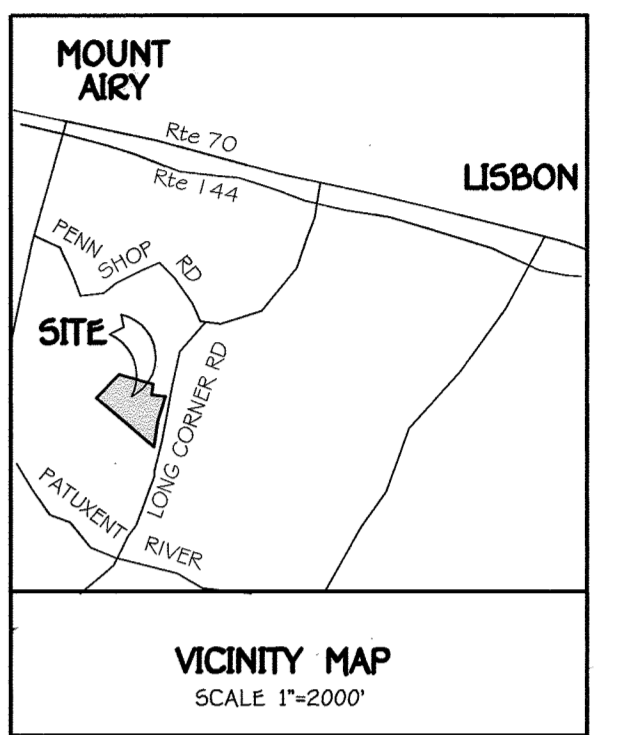 MOUNT
AIRY
Rte 70
Rte 144
LISBON
PENN SHOP RD
SITE
LONG CORNER RD
PATUXENT RIVER
VICINITY MAP
SCALE 1"=2000'